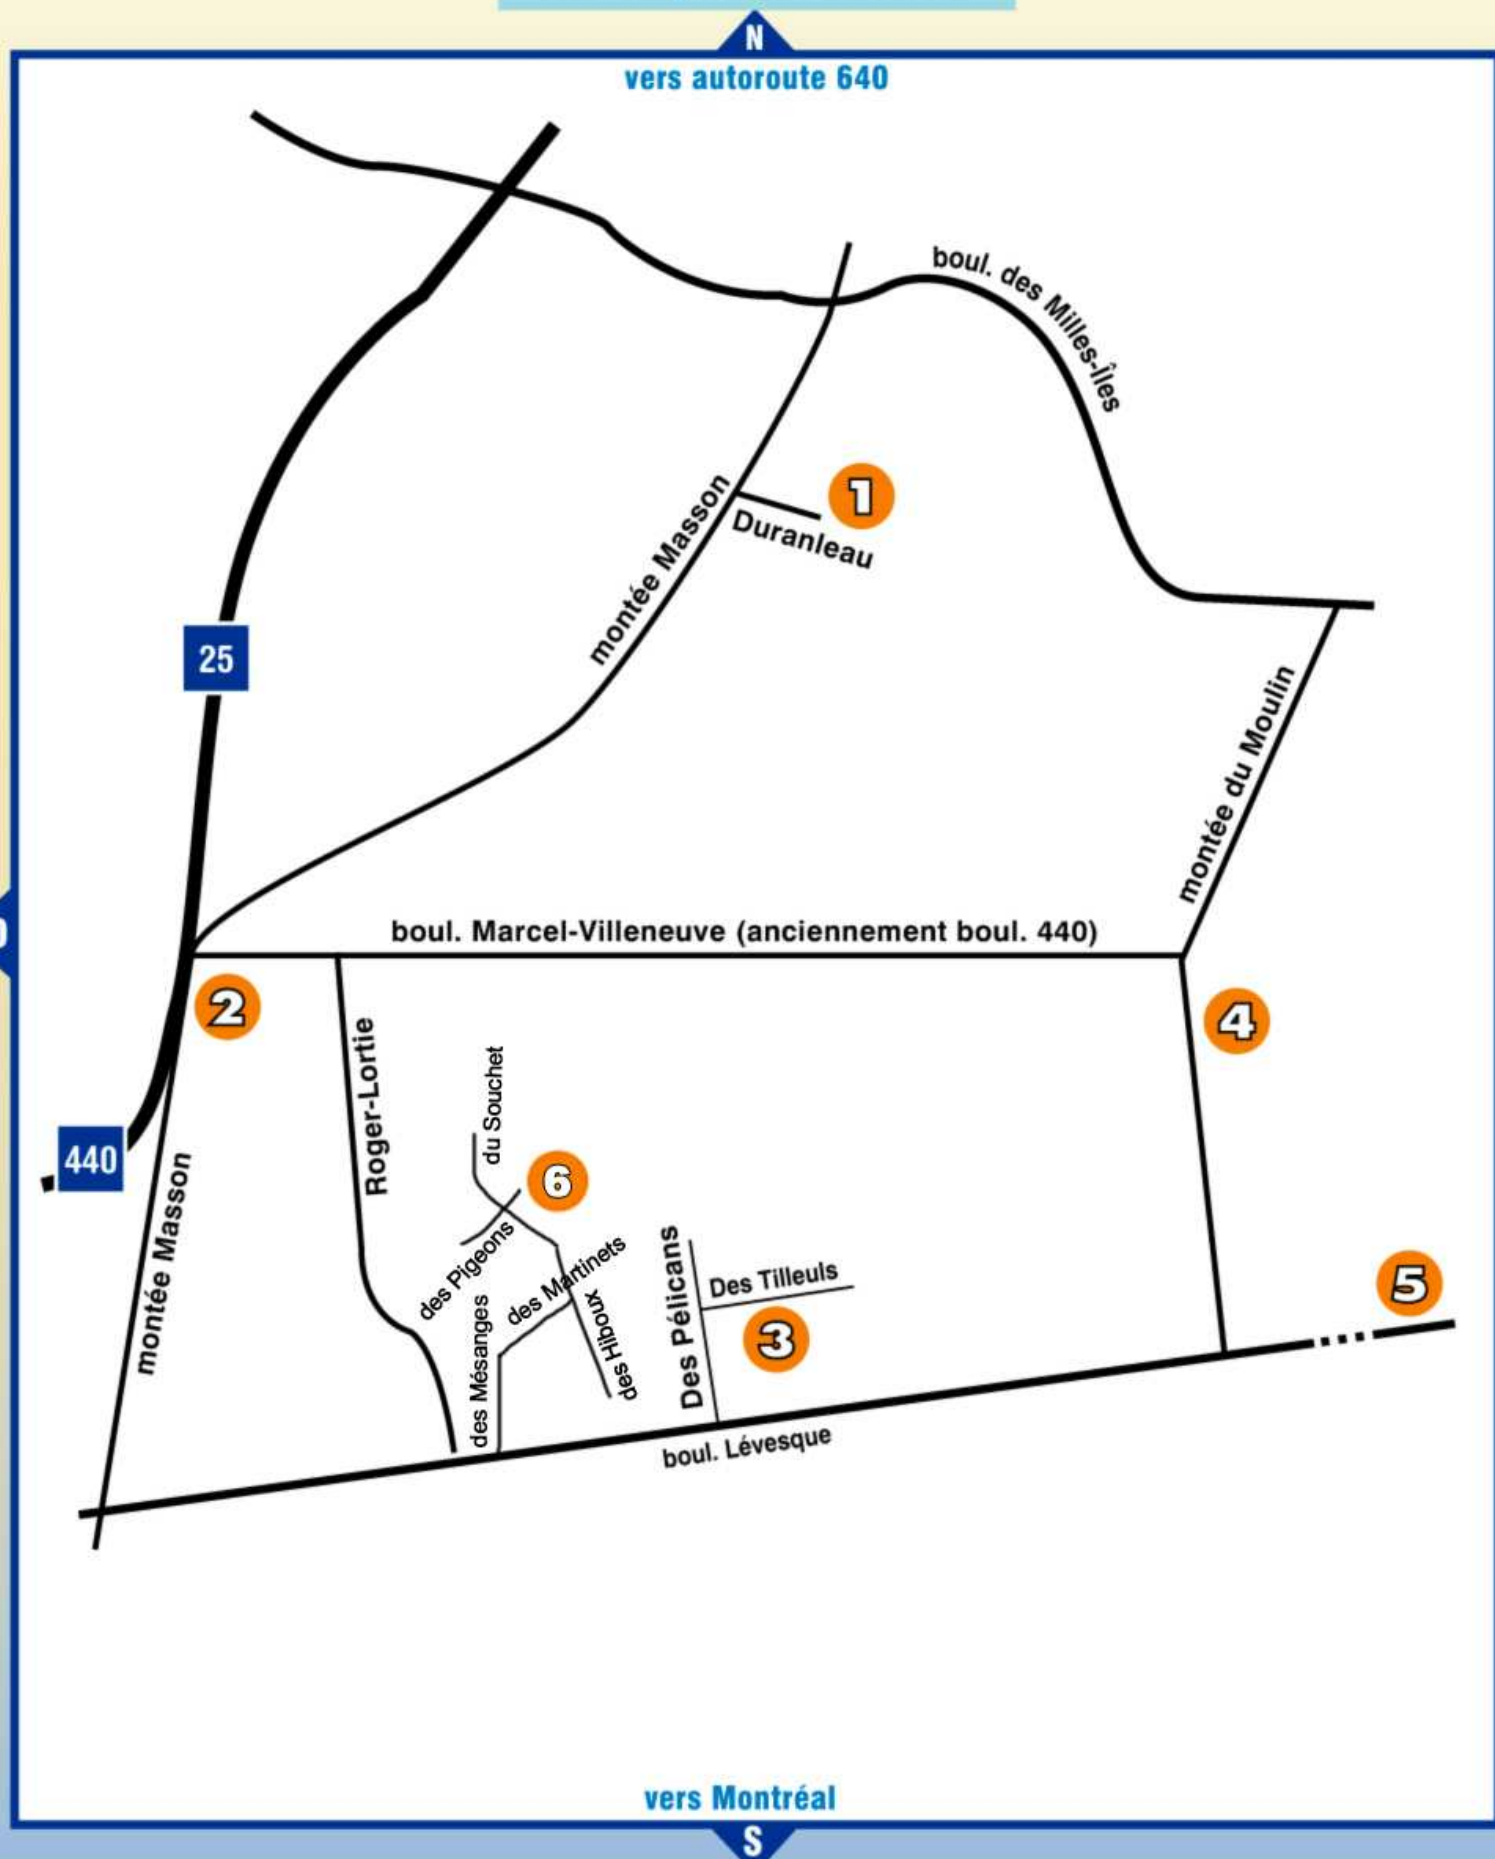 N
vers autoroute 640
boul. des Milles-Îles
1
Duranleau
montée Masson
25
montée du Moulin
boul. Marcel-Villeneuve (anciennement boul. 440)
2
4
Roger-Lortie
du Souchet
440
montée Masson
6
des Pigeons
des Martinets
des Mésanges
des Hiboux
Des Pélicans
Des Tilleuls
3
5
boul. Lévesque
vers Montréal
S